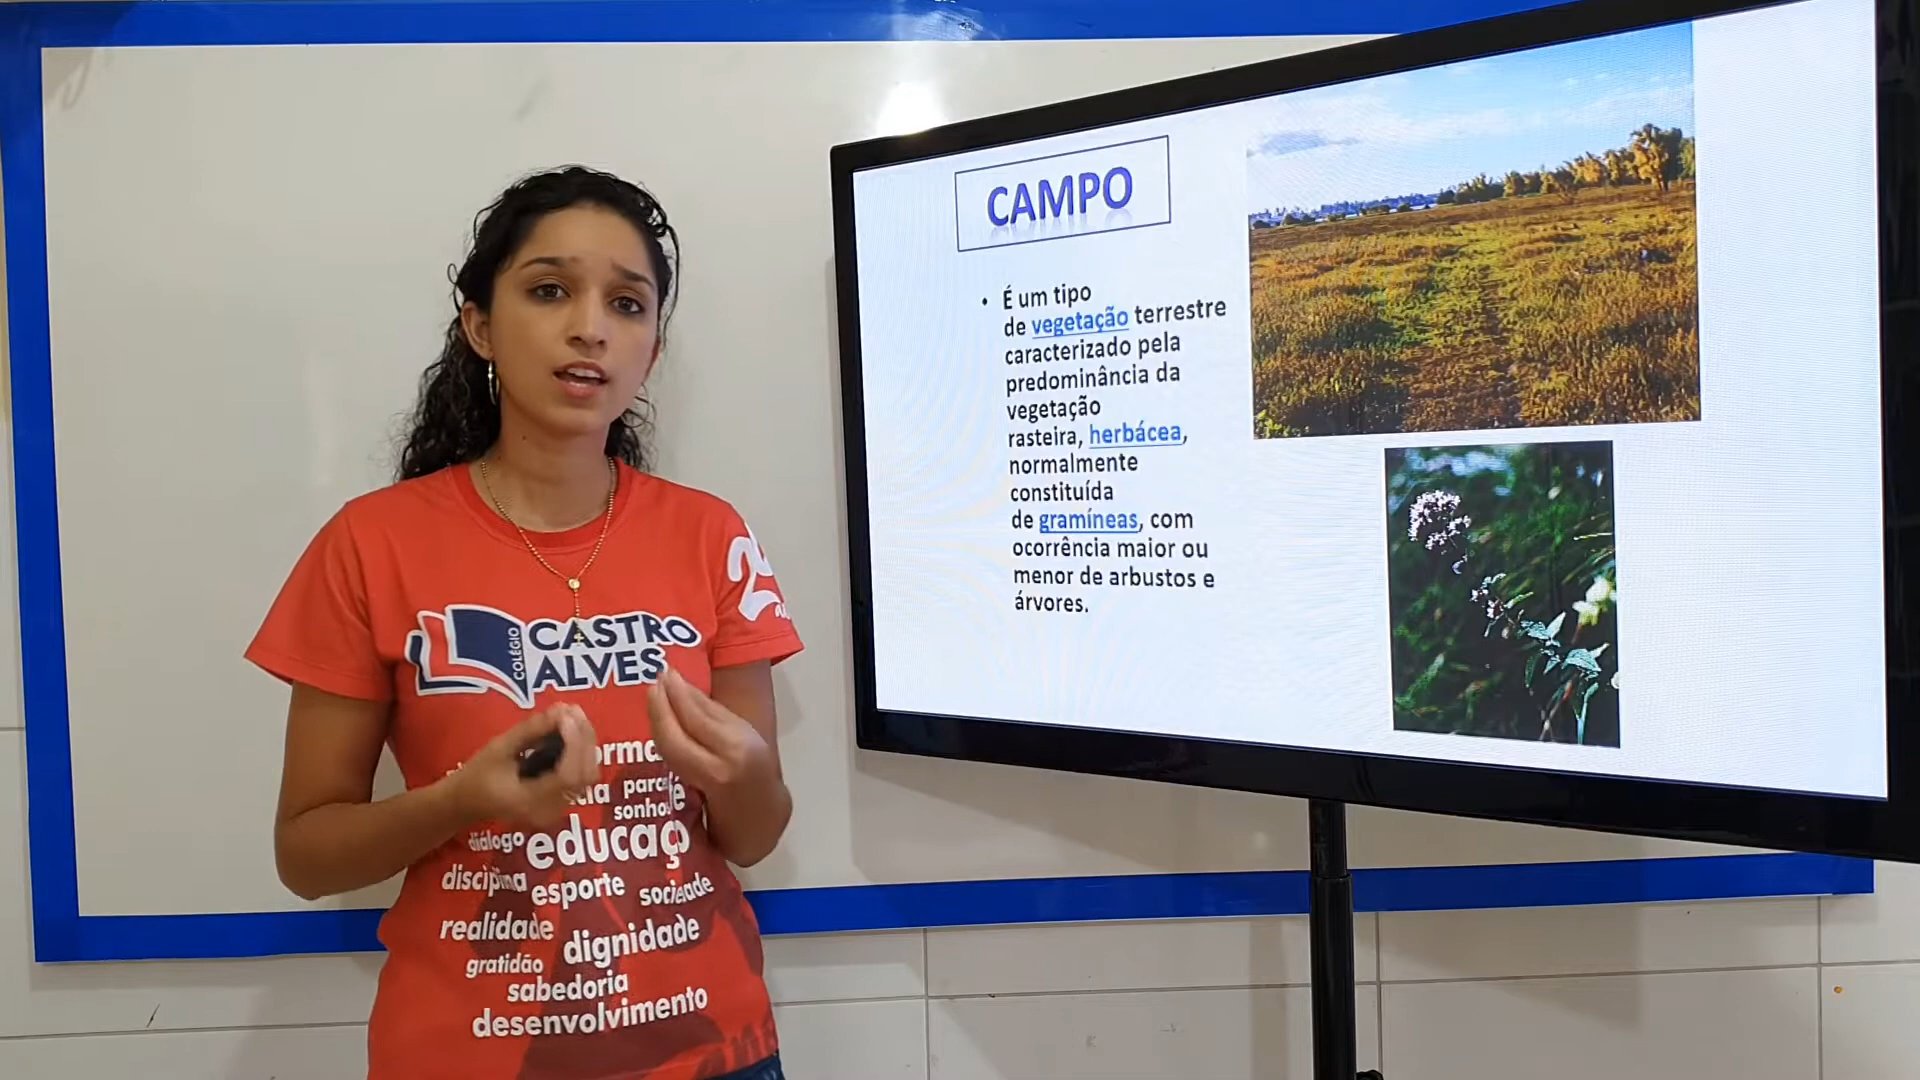 CAMPO
• É um tipo
de vegetação terrestre
caracterizado pela
predominância da
vegetação
rasteira, herbácea,
normalmente
constituída
de gramíneas, com
ocorrência maior ou
menor de arbustos e
árvores.
COLÉGIO
CASTRO
ALVES
parce
sonhos
diálogo
educaç
disciplina
esporte
sociedade
realidade
dignidade
gratidão
sabedoria
desenvolvimento